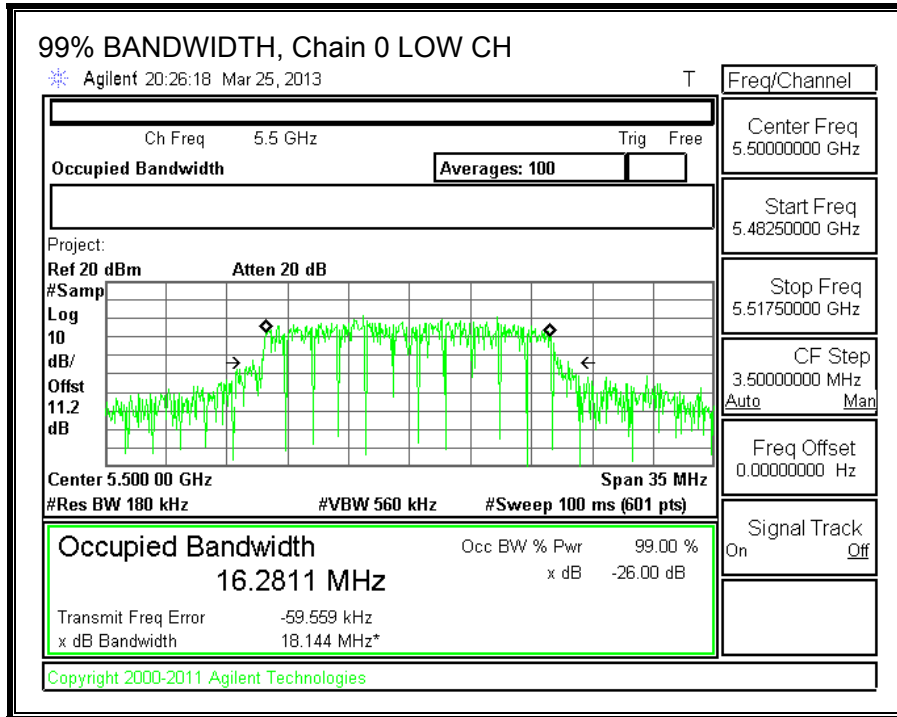 99% BANDWIDTH, Chain 0 LOW CH
Agilent 20:26:18 Mar 25, 2013 T
Freq/Channel
Ch Freq 5.5 GHz Trig Free
Occupied Bandwidth Averages: 100
Project:
Ref 20 dBm Atten 20 dB
#Samp
Log
10
dB/
Offst
11.2
dB
Center 5.500 00 GHz Span 35 MHz
#Res BW 180 kHz #VBW 560 kHz #Sweep 100 ms (601 pts)
Occupied Bandwidth Occ BW % Pwr 99.00 %
16.2811 MHz x dB -26.00 dB
Transmit Freq Error -59.559 kHz
x dB Bandwidth 18.144 MHz*
Copyright 2000-2011 Agilent Technologies
Center Freq
5.50000000 GHz
Start Freq
5.48250000 GHz
Stop Freq
5.51750000 GHz
CF Step
3.50000000 MHz
Auto Man
Freq Offset
0.00000000 Hz
Signal Track
On Off